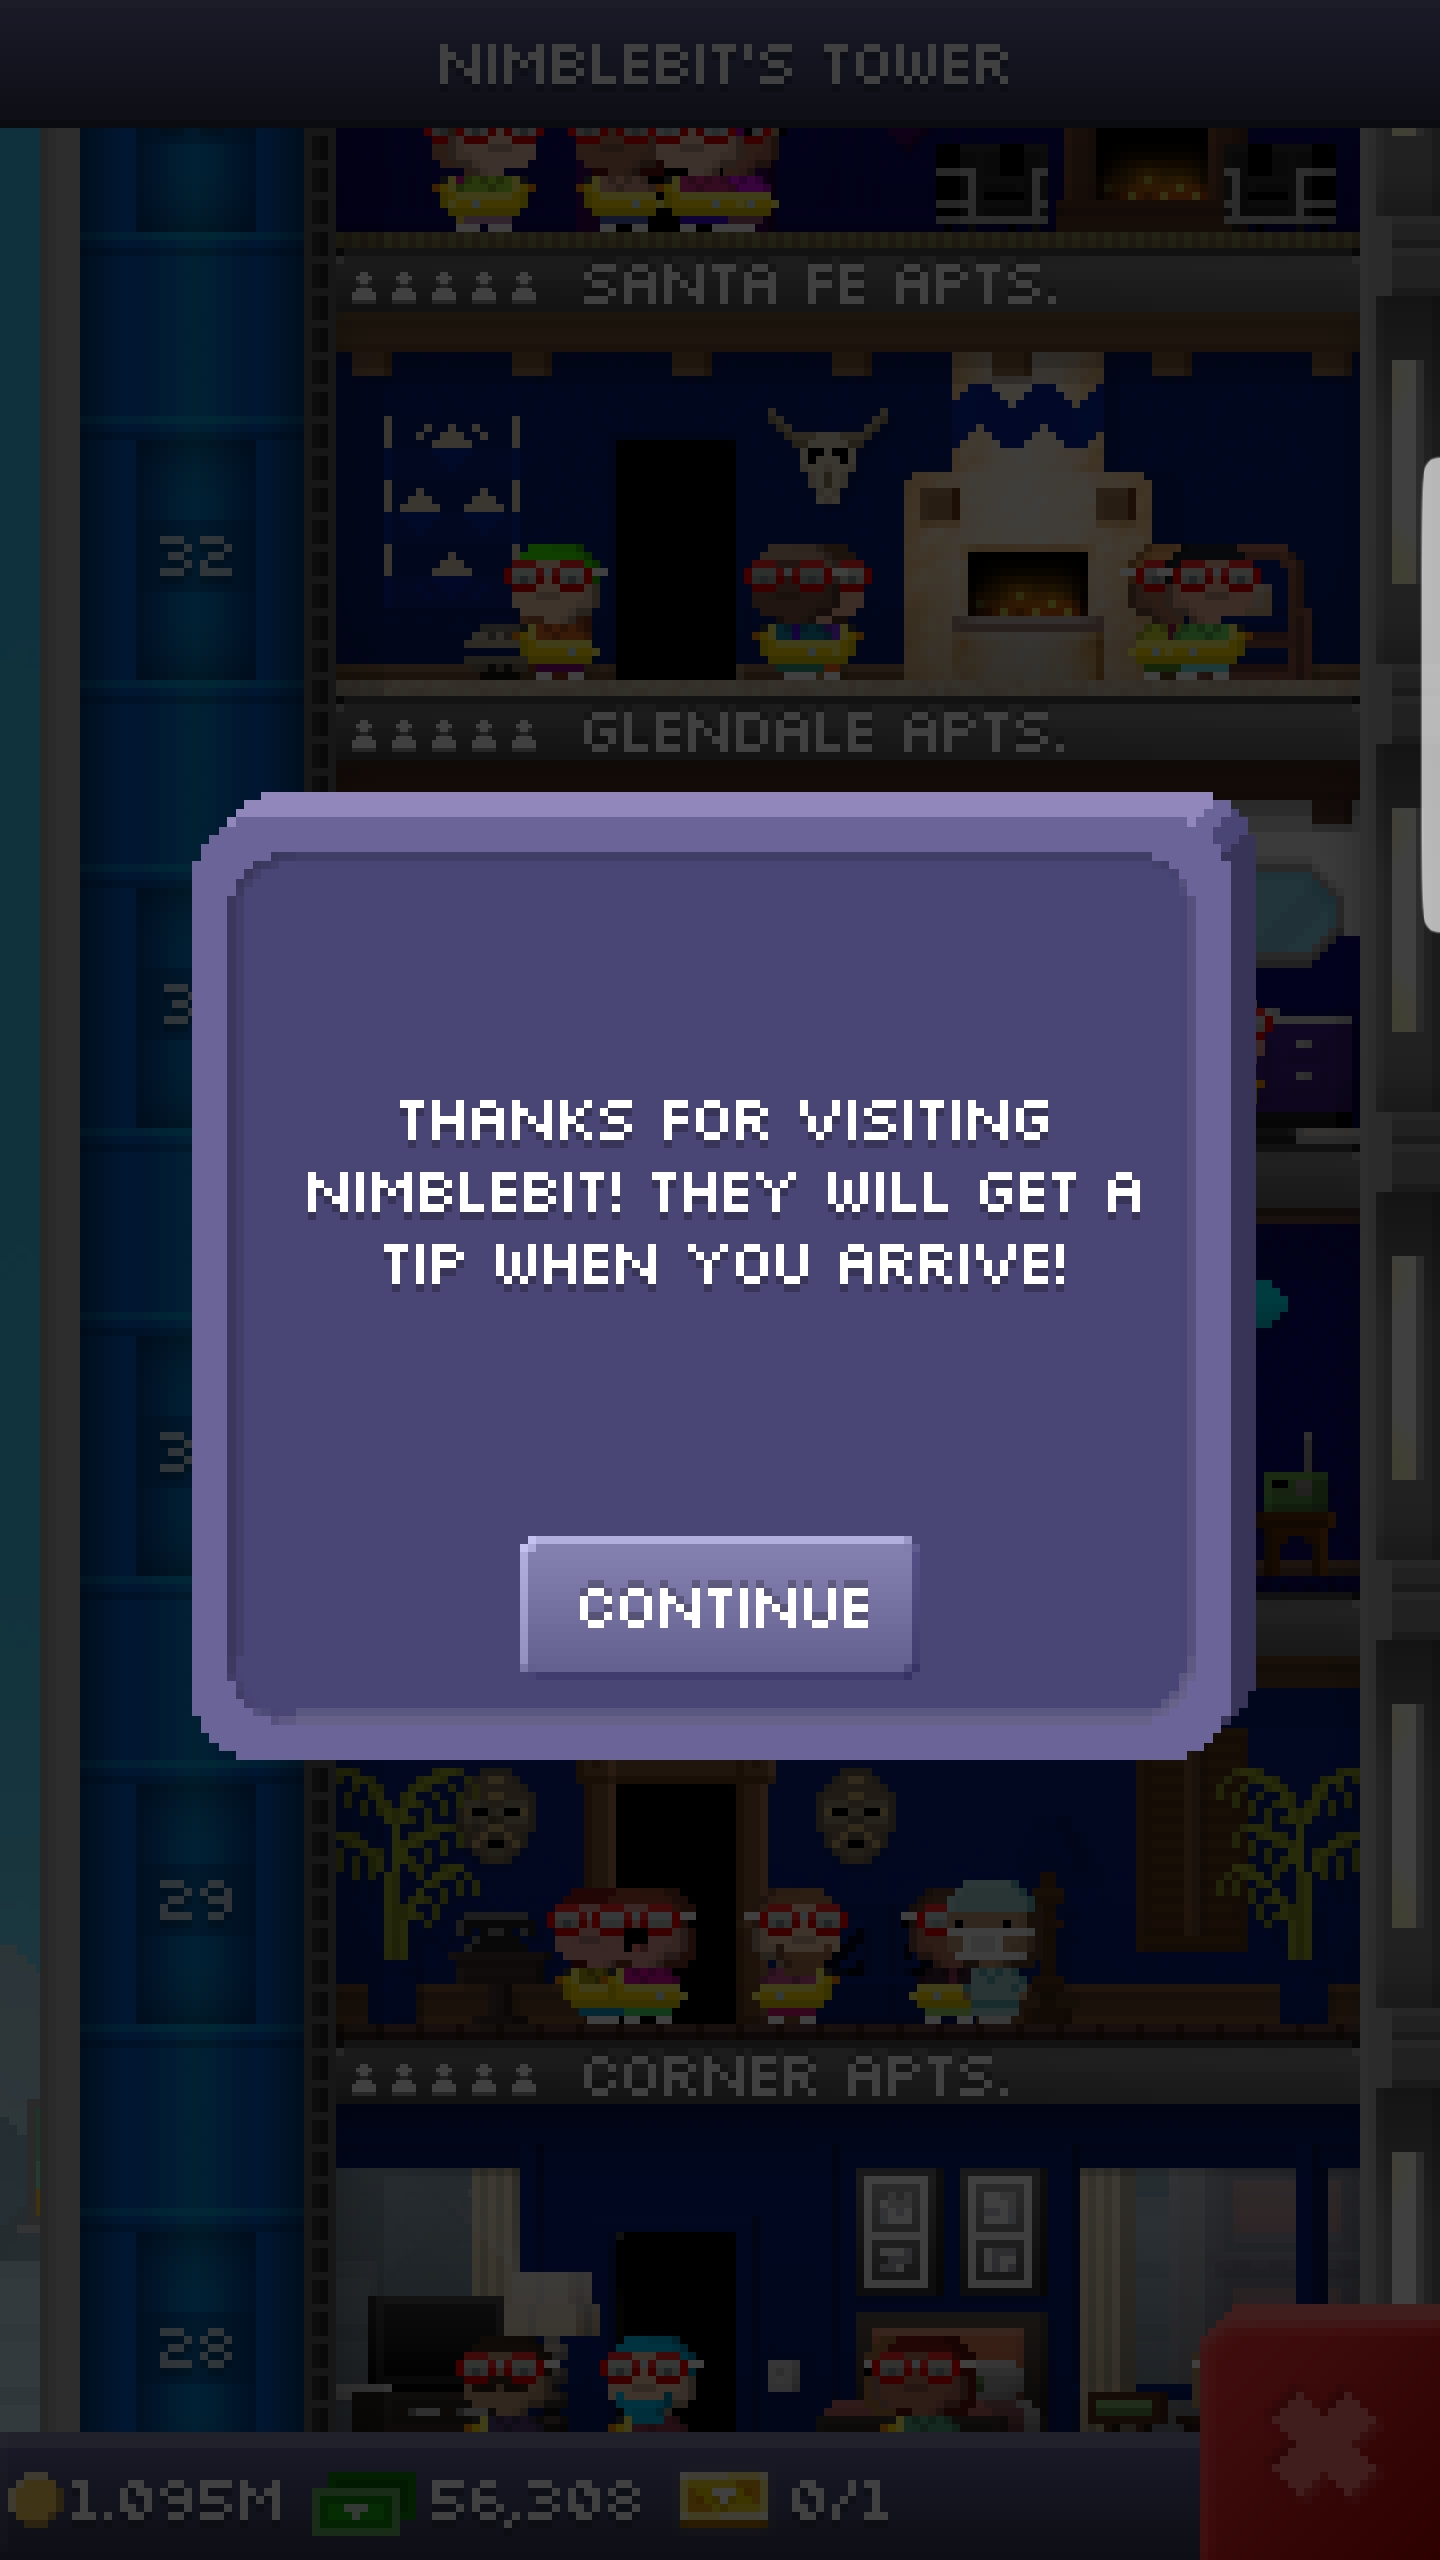 NIMBLEBIT'S TOWER
SANTA FE APTS.
32
GLENDALE APTS.
THANKS FOR VISITING
NIMBLEBIT! THEY WILL GET A
TIP WHEN YOU ARRIVE!
CONTINUE
29
CORNER APTS.
28
1.095M 56,308 0/1